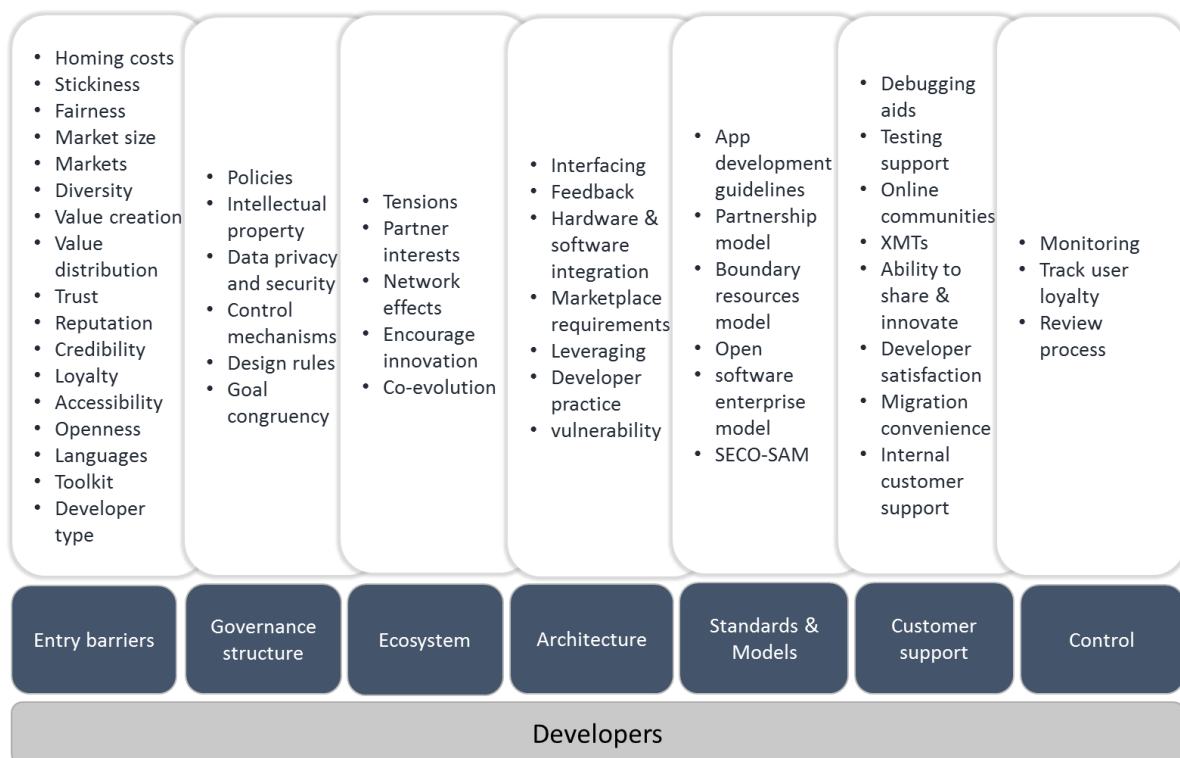 • Homing costs
• Stickiness
• Fairness
• Market size
• Markets
• Diversity
• Value creation
• Value
distribution
• Trust
• Reputation
• Credibility
• Loyalty
• Accessibility
• Openness
• Languages
• Toolkit
• Developer
type
• Policies
• Intellectual
property
• Data privacy
and security
• Control
mechanisms
• Design rules
• Goal
congruency
• Tensions
• Partner
interests
• Network
effects
• Encourage
innovation
• Co-evolution
• Interfacing
• Feedback
• Hardware &
software
integration
• Marketplace
requirements
• Leveraging
• Developer
practice
• vulnerability
• App
development
guidelines
• Partnership
model
• Boundary
resources
model
• Open
• software
enterprise
model
• SECO-SAM
• Debugging
aids
• Testing
support
• Online
communities
• XMTs
• Ability to
share &
innovate
• Developer
satisfaction
• Migration
convenience
• Internal
customer
support
• Monitoring
• Track user
loyalty
• Review
process
Entry barriers
Governance
structure
Ecosystem
Architecture
Standards &
Models
Customer
support
Control
Developers